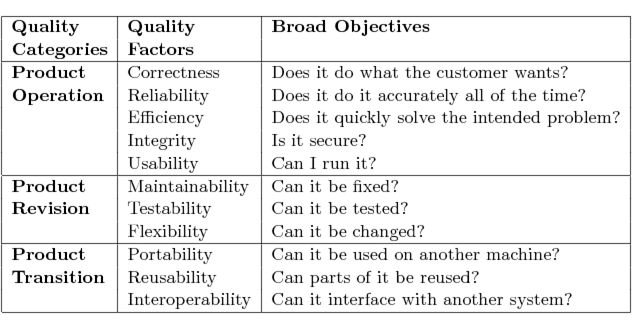 Quality Quality Broad Objectives
Categories Factors
Product Correctness Does it do what the customer wants?
Operation Reliability Does it do it accurately all of the time?
Efficiency Does it quickly solve the intended problem?
Integrity Is it secure?
Usability Can I run it?
Product Maintainability Can it be fixed?
Revision Testability Can it be tested?
Flexibility Can it be changed?
Product Portability Can it be used on another machine?
Transition Reusability Can parts of it be reused?
Interoperability Can it interface with another system?